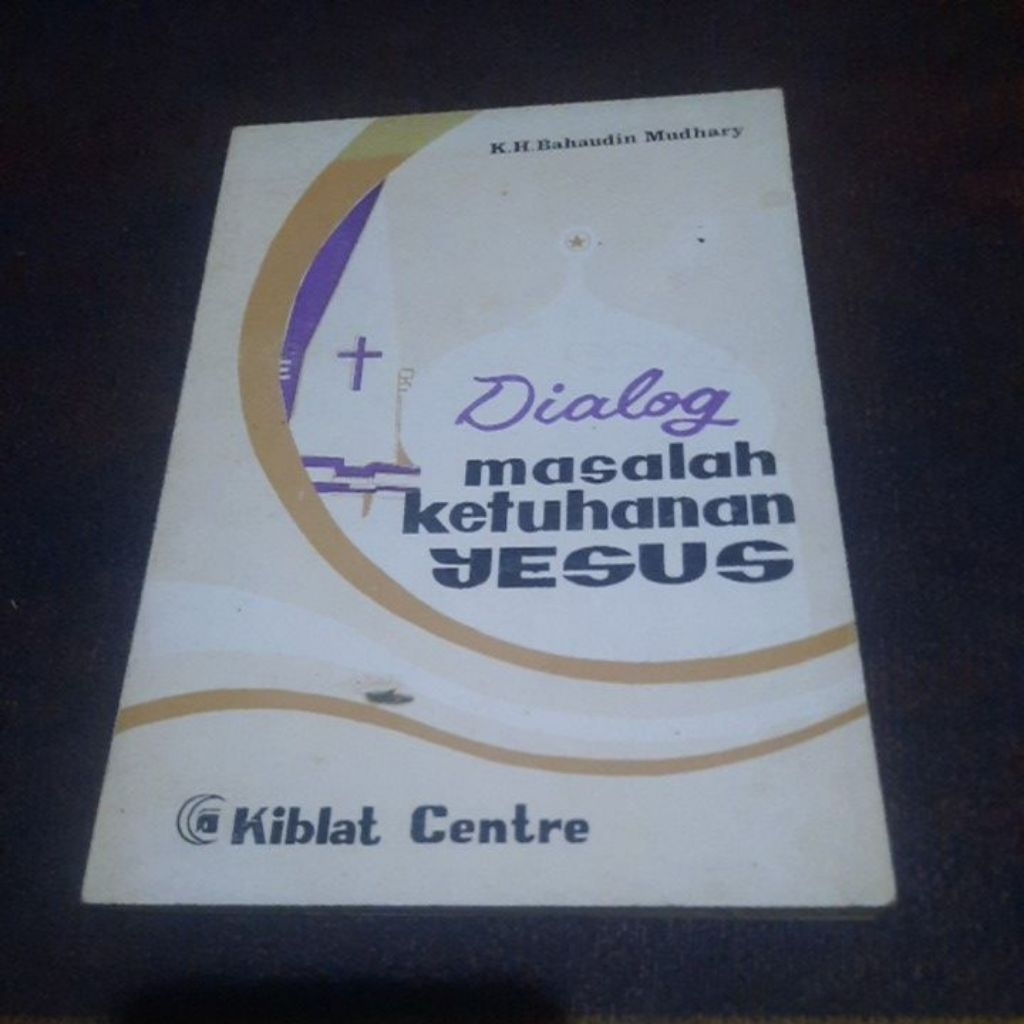 K.H.Bahaudin Mudhary
Dialog
masalah
ketuhanan
YESUS
Kiblat Centre